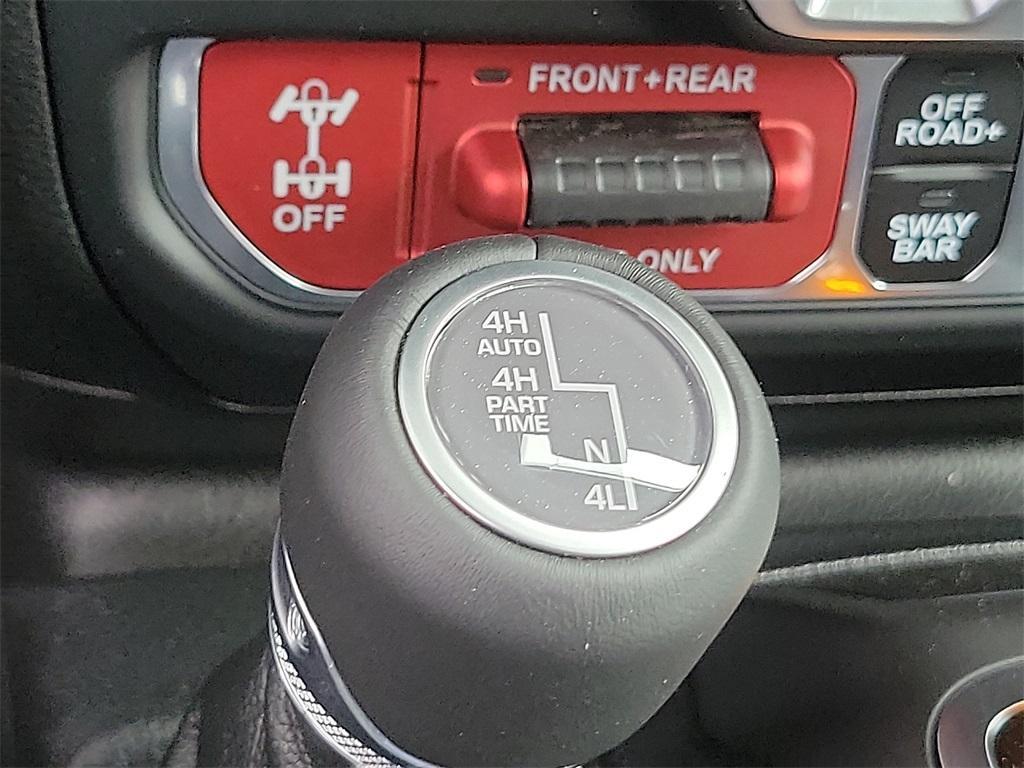 FRONT+REAR
OFF
ONLY
OFF
ROAD+
SWAY
BAR
4H
AUTO
4H
PART
TIME
N
4L